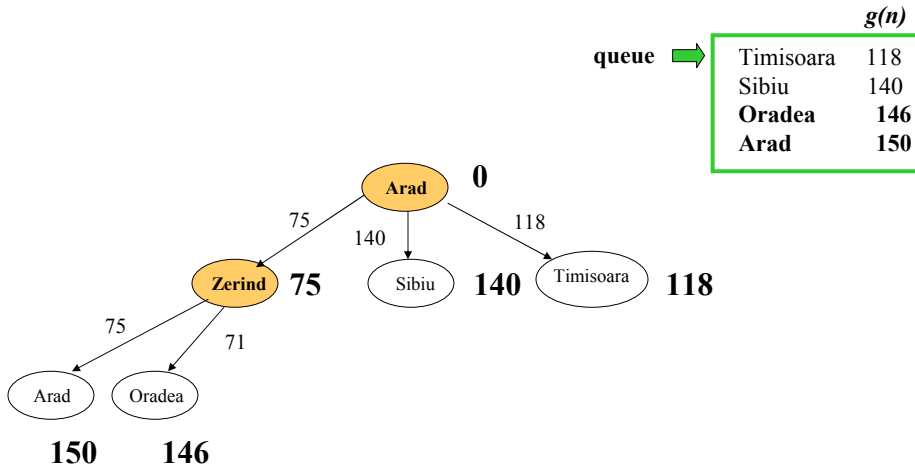 g(n)
queue
Timisoara 118
Sibiu 140
Oradea 146
Arad 150
Arad 0
75
140
118
Zerind 75
Sibiu 140
Timisoara 118
75
71
Arad
Oradea
150
146